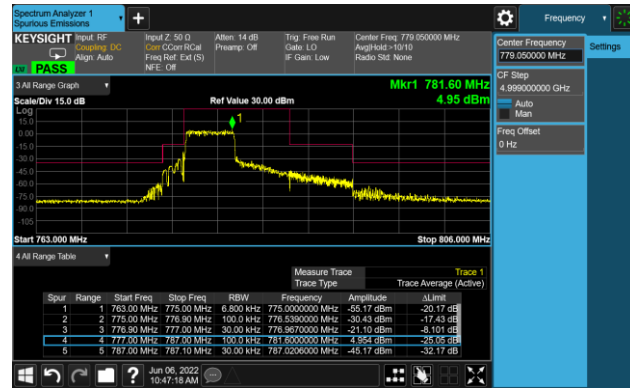 Spectrum Analyzer 1
Spurious Emissions
Frequency
KEYSIGHT Input: RF Input Z: 50 Ω Atten: 14 dB Trig: Free Run Center Freq: 779.050000 MHz
Coupling: DC Corr CCorr RCal Preamp: Off Gate: LO Avg|Hold:>10/10
Align: Auto Freq Ref: Ext (S) IF Gain: Low Radio Std: None
NFE: Off
PASS
Center Frequency
779.050000 MHz
Settings
CF Step
4.999000000 GHz
Auto
Man
Freq Offset
0 Hz
3 All Range Graph
Mkr1 781.60 MHz
Scale/Div 15.0 dB Ref Value 30.00 dBm 4.95 dBm
Log
1
15.0
0.00
-15.0
-30.0
-45.0
-60.0
-75.0
-90.0
-105
Start 763.000 MHz Stop 806.000 MHz
4 All Range Table
Measure Trace Trace 1
Trace Type Trace Average (Active)
Spur Range Start Freq Stop Freq RBW Frequency Amplitude ΔLimit
1 1 763.00 MHz 775.00 MHz 6.800 kHz 775.0000000 MHz -55.17 dBm -20.17 dB
2 2 775.00 MHz 776.90 MHz 100.0 kHz 776.5390000 MHz -30.43 dBm -17.43 dB
3 3 776.90 MHz 777.00 MHz 30.00 kHz 776.9670000 MHz -21.10 dBm -8.101 dB
4 4 777.00 MHz 787.00 MHz 100.0 kHz 781.6000000 MHz 4.954 dBm -25.05 dB
5 5 787.00 MHz 787.10 MHz 30.00 kHz 787.0206000 MHz -45.17 dBm -32.17 dB
Jun 06, 2022
10:47:18 AM